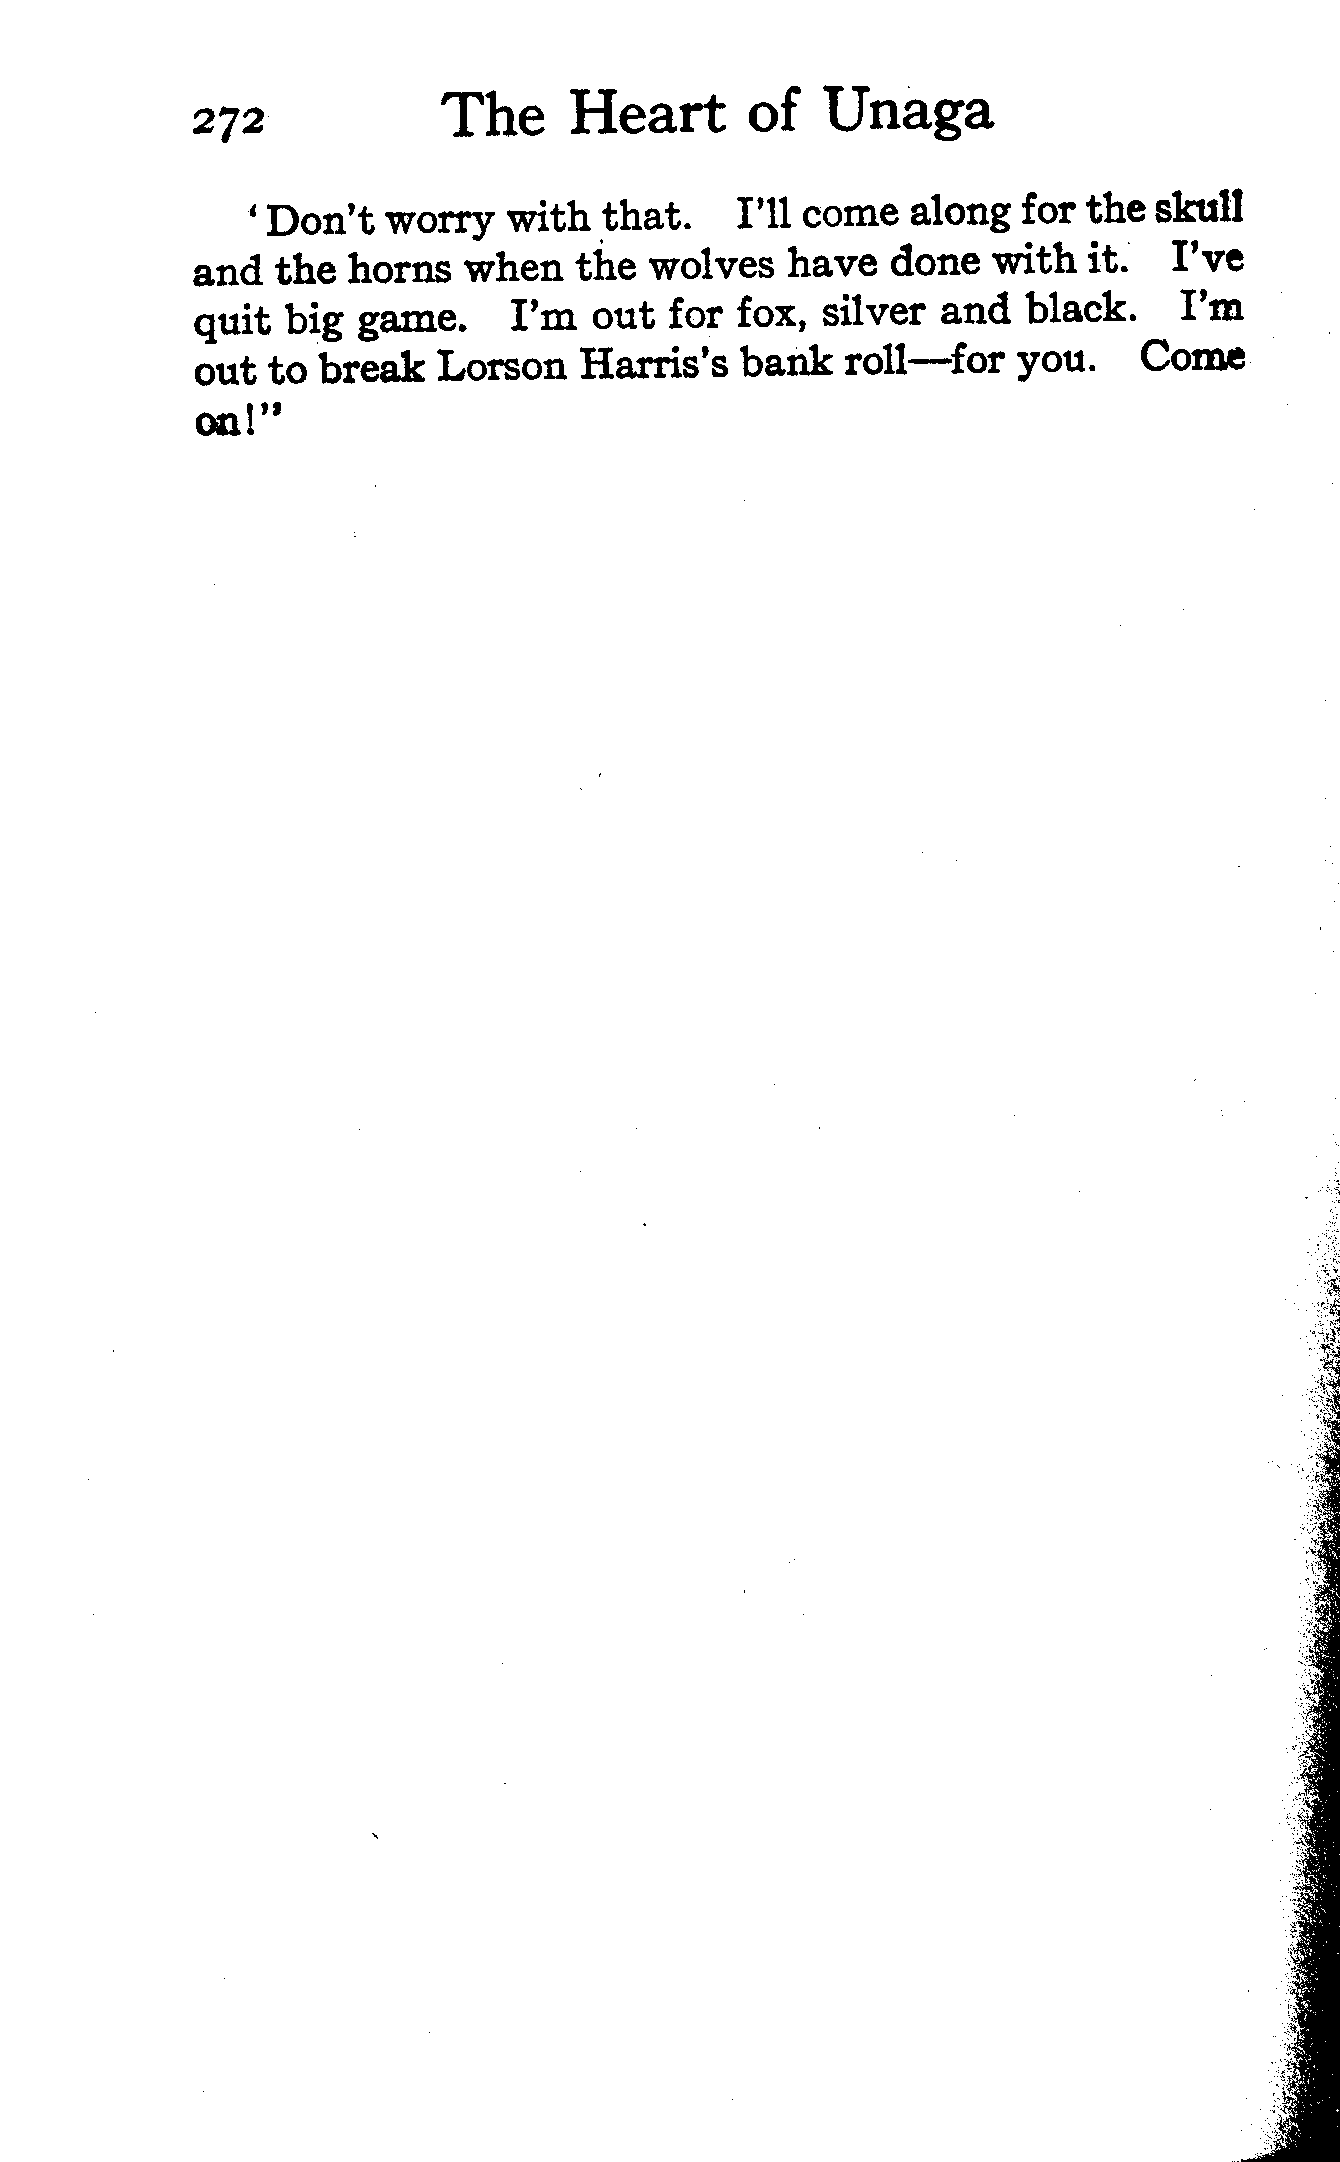 272 The Heart of Unaga
‘Don't worry with that. I'll come along for the skull
and the horns when the wolves have done with it. I've
quit big game. I'm out for fox, silver and black. I'm
out to break Lorson Harris's bank roll—for you. Come
on!”